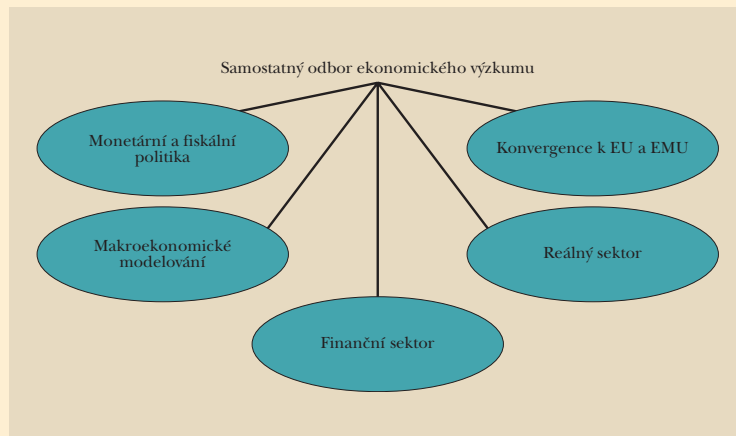 Samostatný odbor ekonomického výzkumu
Monetární a fiskální
politika
Konvergence k EU a EMU
Makroekonomické
modelování
Reálný sektor
Finanční sektor